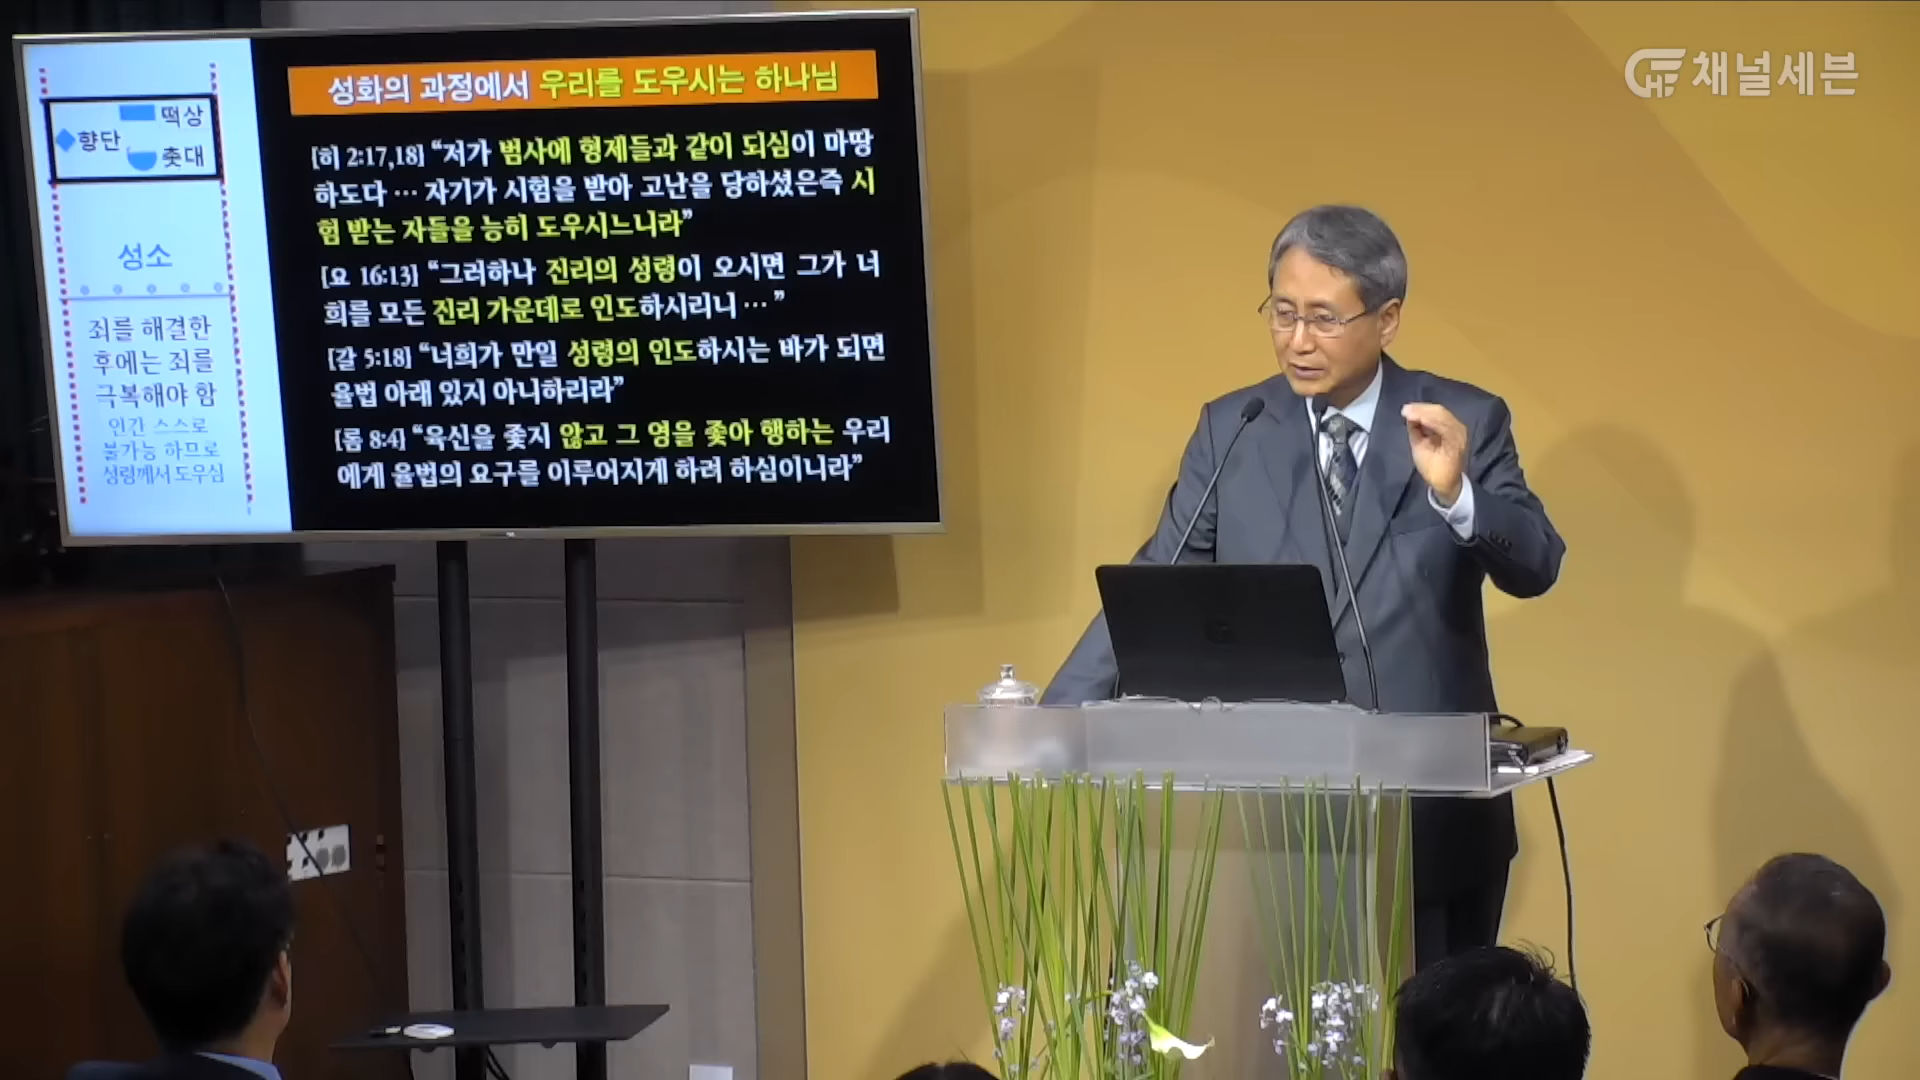 채널세븐
떡상
향단
촛대
성소
죄를 해결한
후에는 죄를
극복해야 함
인간 스스로
불가능 하므로
성령께서 도우심
성화의 과정에서 우리를 도우시는 하나님
[히 2:17,18] “저가 범사에 형제들과 같이 되심이 마땅
하도다 … 자기가 시험을 받아 고난을 당하셨은즉 시
험 받는 자들을 능히 도우시느니라”
[요 16:13] “그러하나 진리의 성령이 오시면 그가 너
희를 모든 진리 가운데로 인도하시리니 … ”
[갈 5:18] “너희가 만일 성령의 인도하시는 바가 되면
율법 아래 있지 아니하리라”
[롬 8:4] “육신을 좇지 않고 그 영을 좇아 행하는 우리
에게 율법의 요구를 이루어지게 하려 하심이니라”